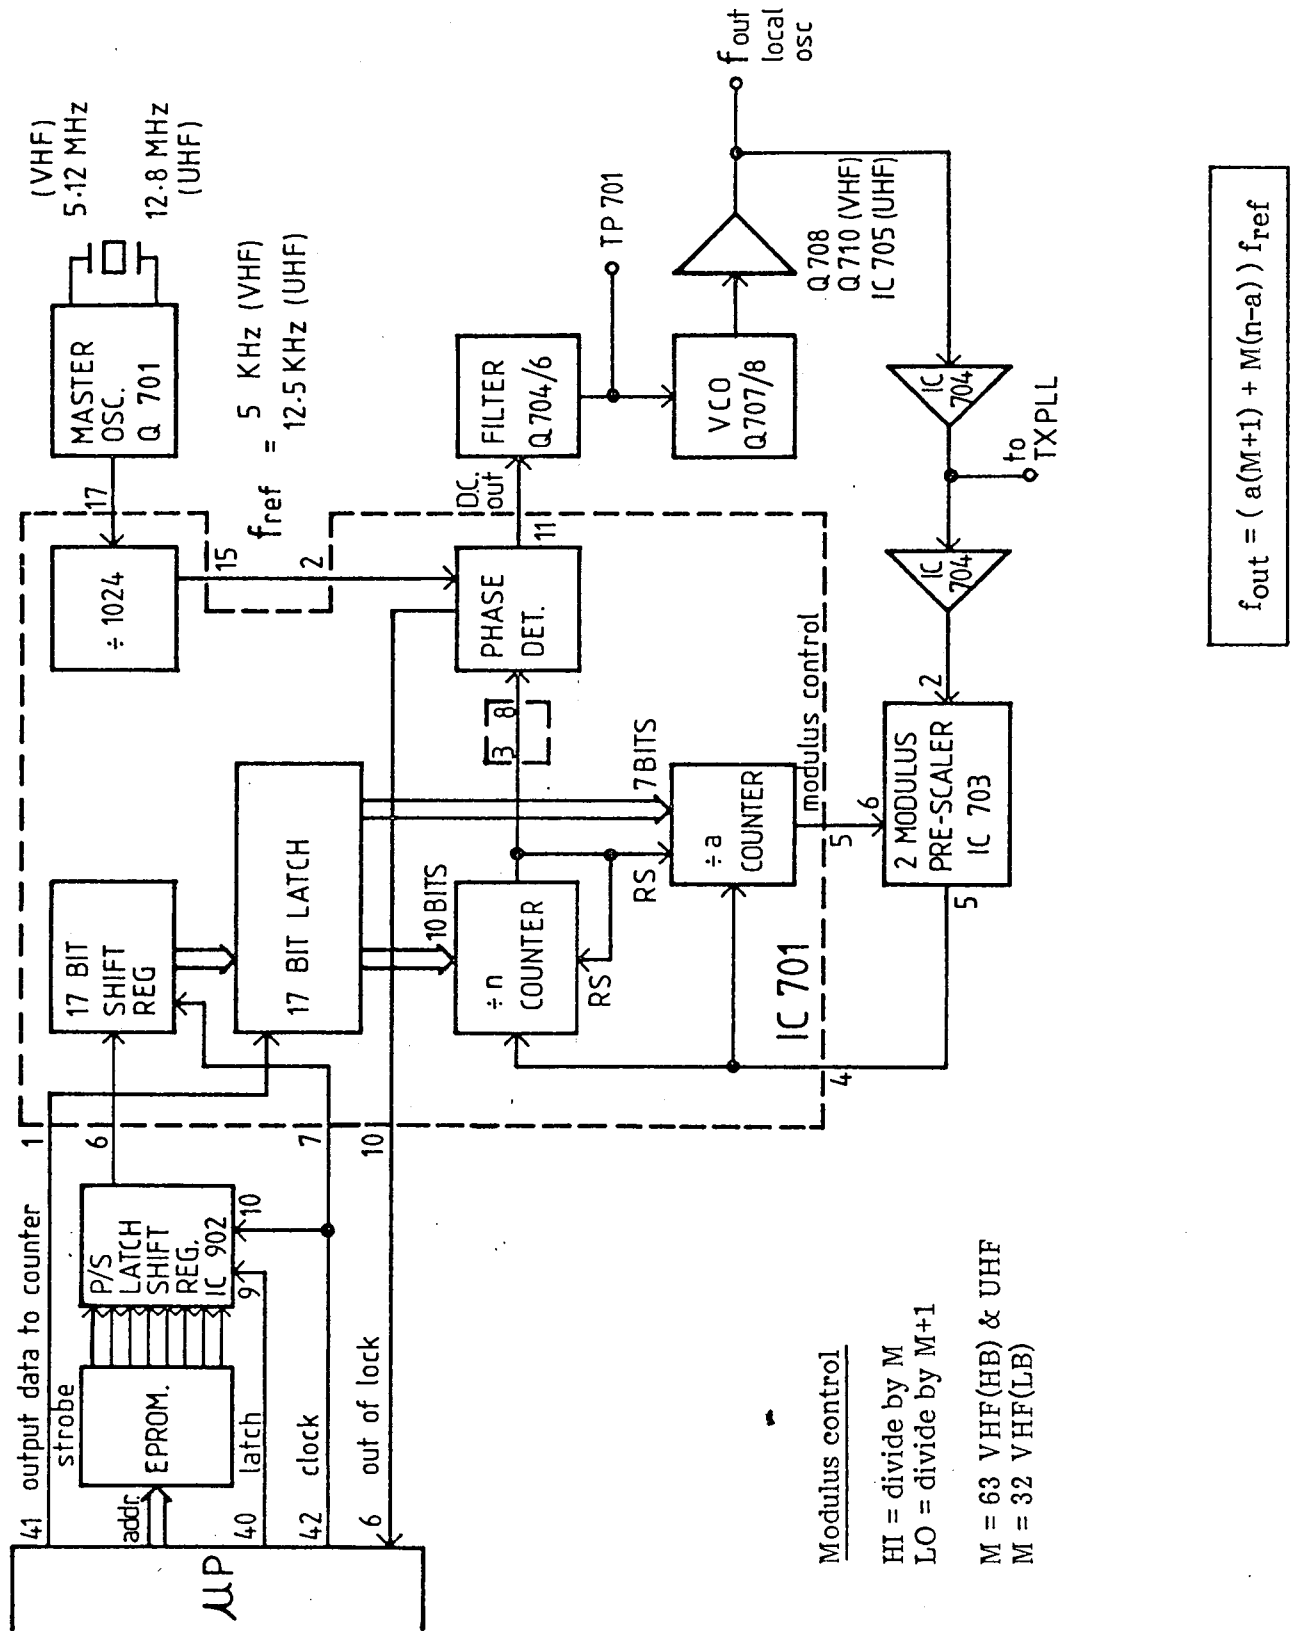 41 output data to counter
strobe
1
µP
addr.
EPROM.
P/S
LATCH
SHIFT
REG.
IC 902
9
10
6
40
latch
42
clock
7
6
out of lock
10
17 BIT
SHIFT
REG
17 BIT LATCH
10 BITS
7 BITS
÷ n
COUNTER
RS
RS
÷ a
COUNTER
3
8
PHASE
DET.
÷ 1024
17
15
2
11
MASTER
OSC.
Q 701
(VHF)
5·12 MHz
12·8 MHz
(UHF)
fref = 5 KHz (VHF)
12·5 KHz (UHF)
D.C.
out
FILTER
Q 704/6
TP 701
VCO
Q707/8
Q 708
Q 710 (VHF)
IC 705 (UHF)
fout
local
osc
IC 701
4
modulus control
5
6
2 MODULUS
PRE-SCALER
IC 703
5
2
IC
704
to
TXPLL
IC
704
Modulus control
HI = divide by M
LO = divide by M+1
M = 63 VHF(HB) & UHF
M = 32 VHF(LB)
fout = ( a(M+1) + M(n-a) ) fref